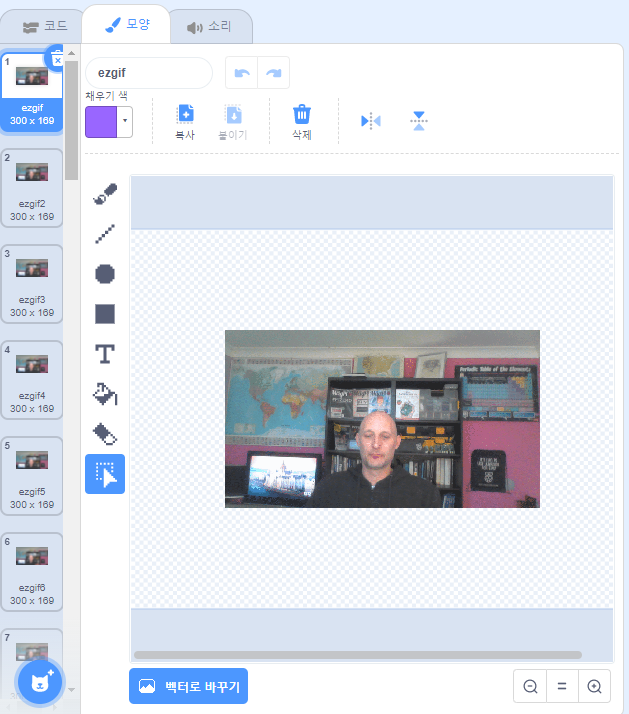 코드
모양
소리
1
ezgif
300 x 169
2
ezgif2
300 x 169
3
ezgif3
300 x 169
4
ezgif4
300 x 169
5
ezgif5
300 x 169
6
ezgif6
300 x 169
7
ezgif
채우기 색
복사
붙이기
삭제
T
Periodic Table of the Elements
벡터로 바꾸기